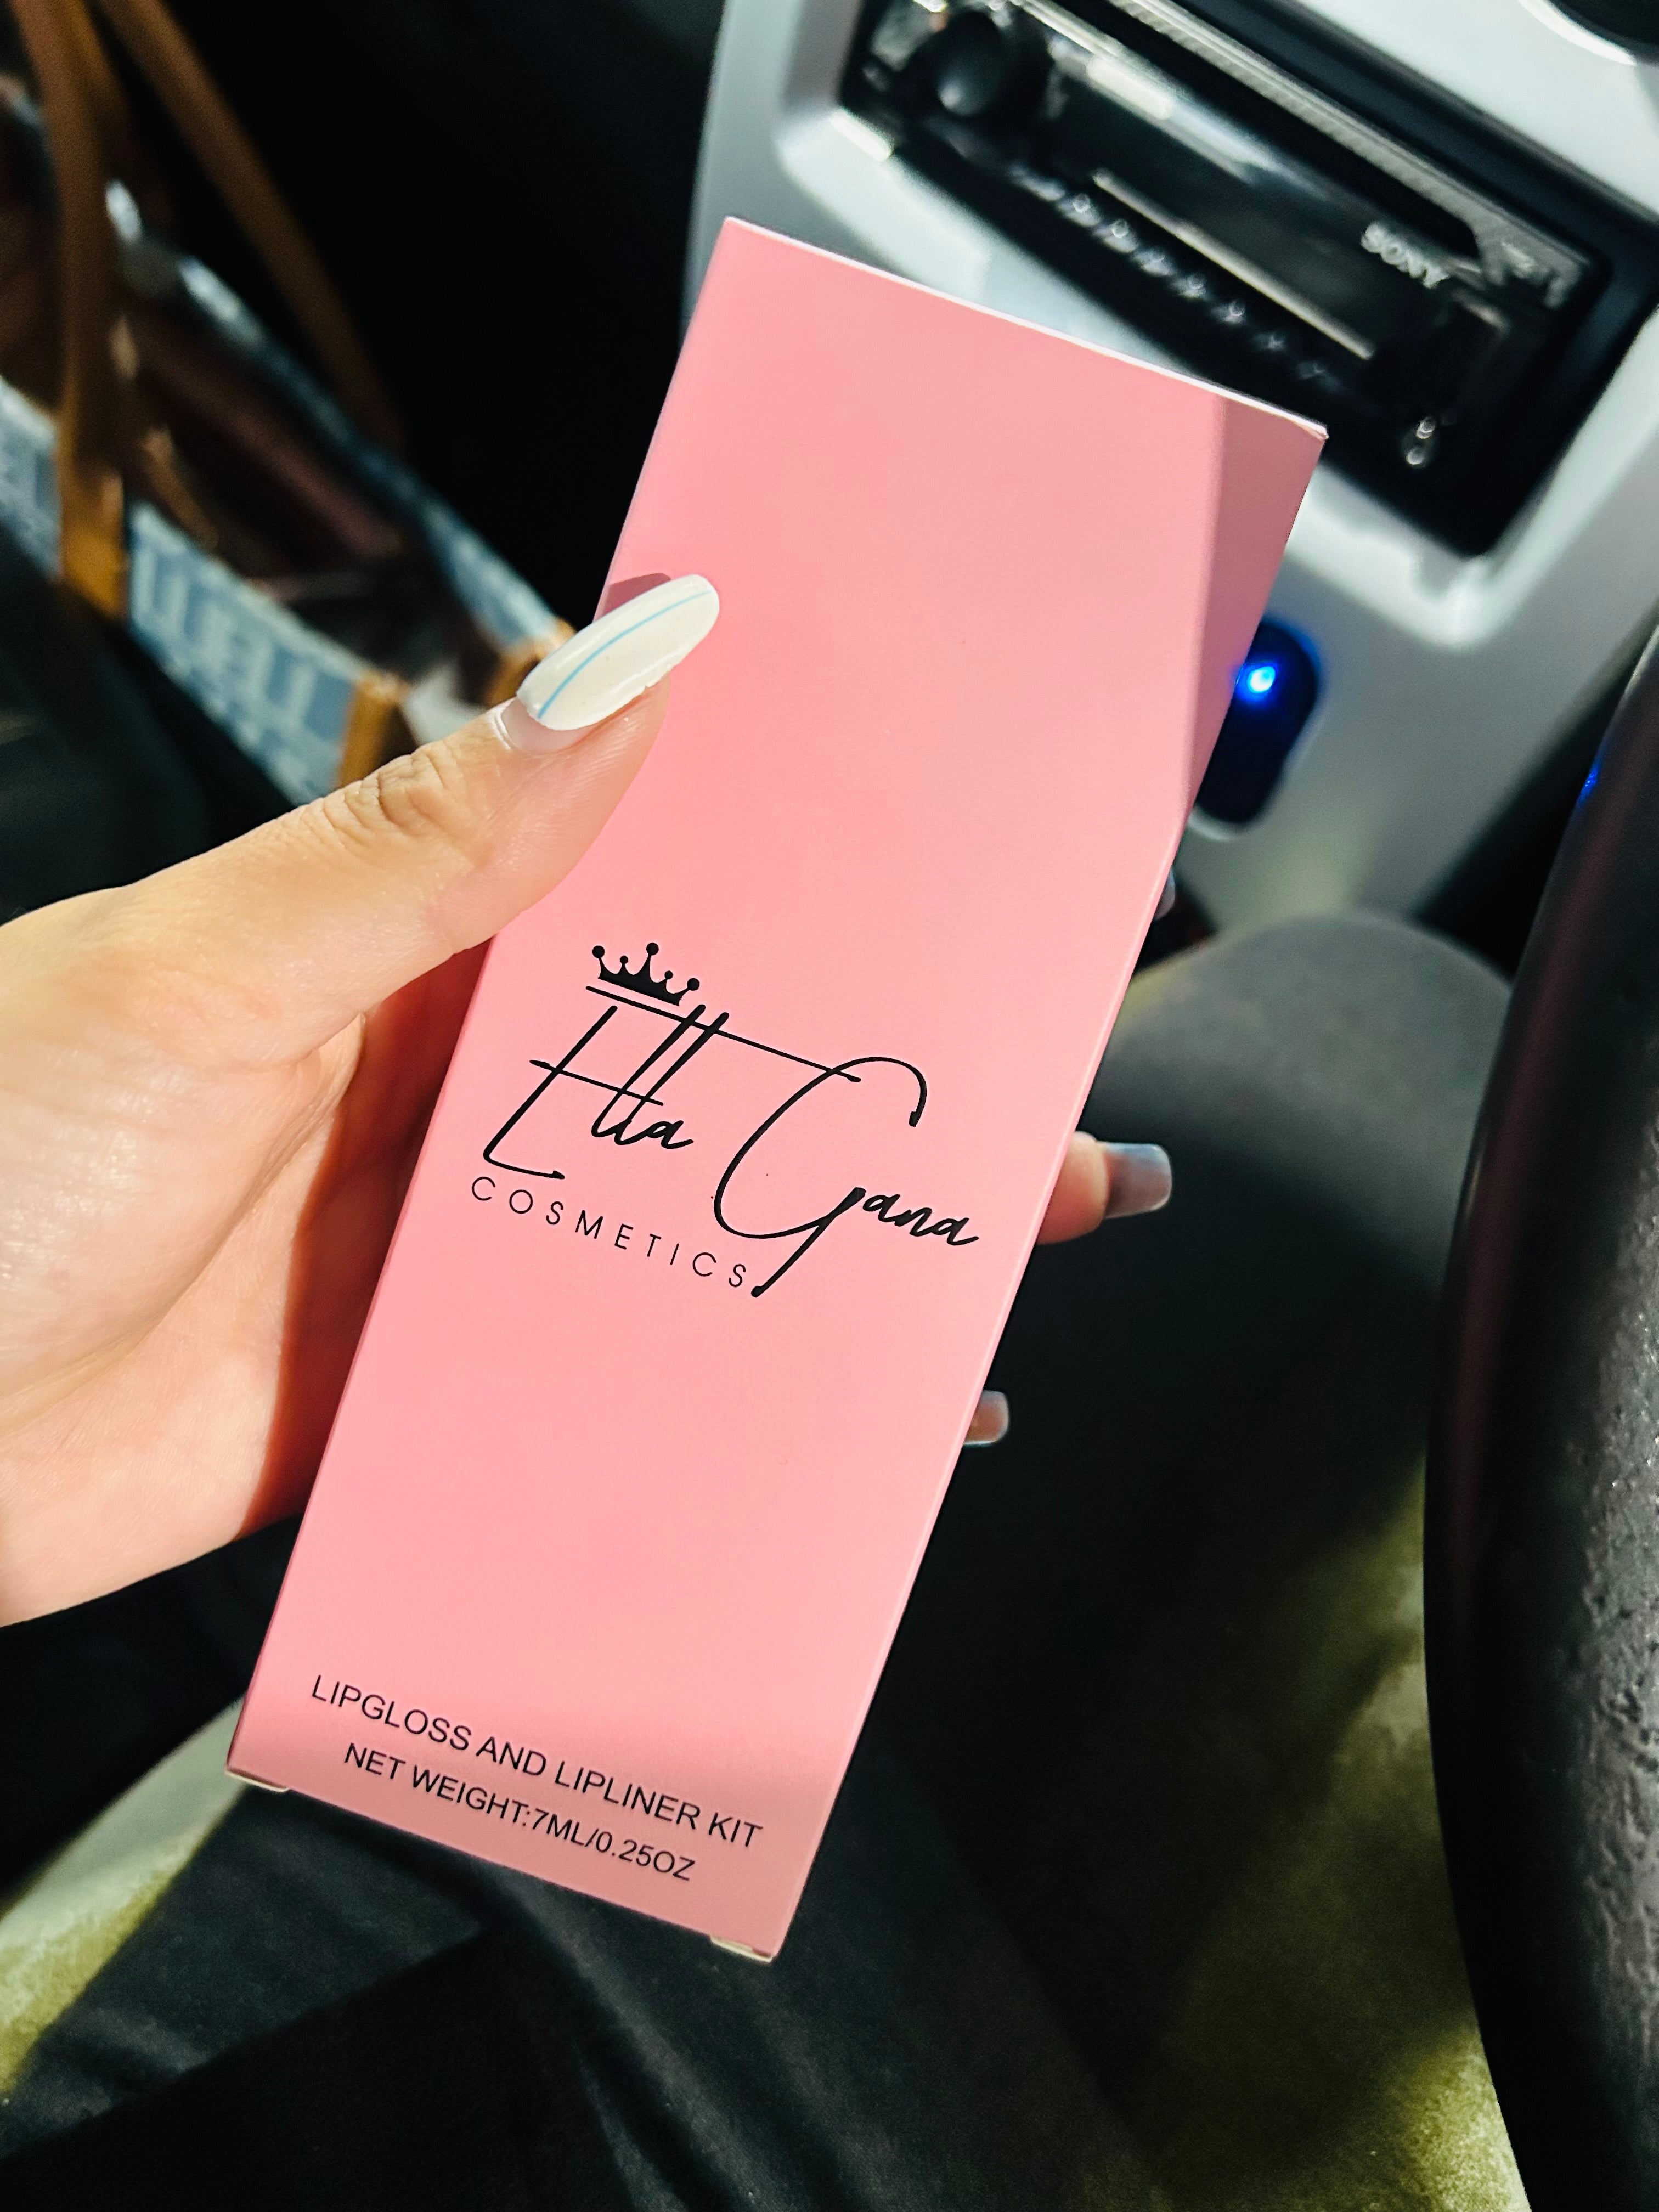 SONY
Ella Gana
COSMETICS
LIPGLOSS AND LIPLINER KIT
NET WEIGHT:7ML/0.25OZ